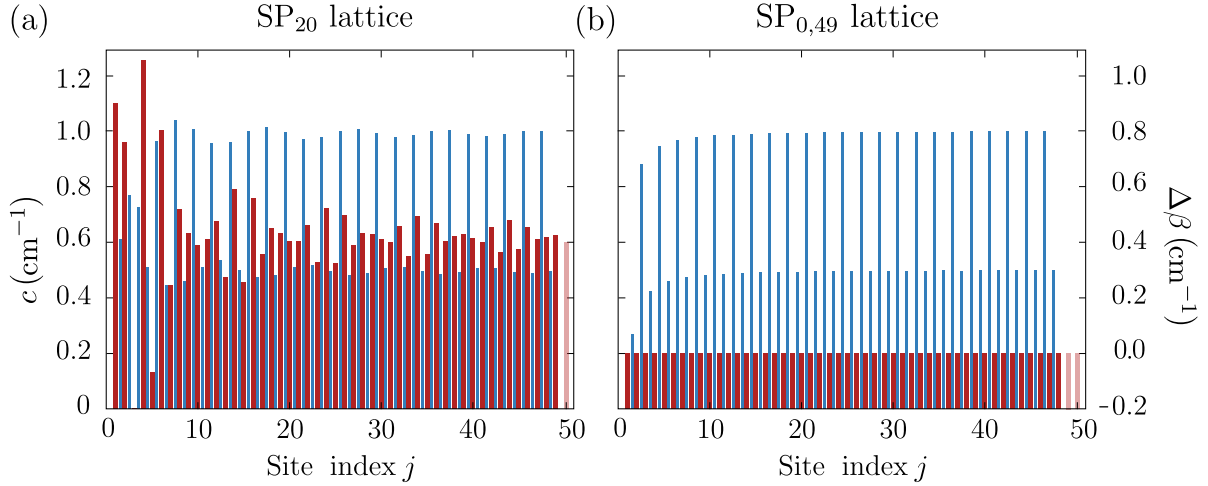 (a) SP₂₀ lattice
(b) SP₀,₄₉ lattice
c (cm⁻¹)
1.2
1.0
0.8
0.6
0.4
0.2
0
0 10 20 30 40 50
Site index j
0 10 20 30 40 50
Site index j
1.0
0.8
0.6
0.4
0.2
0.0
-0.2
Δβ (cm⁻¹)